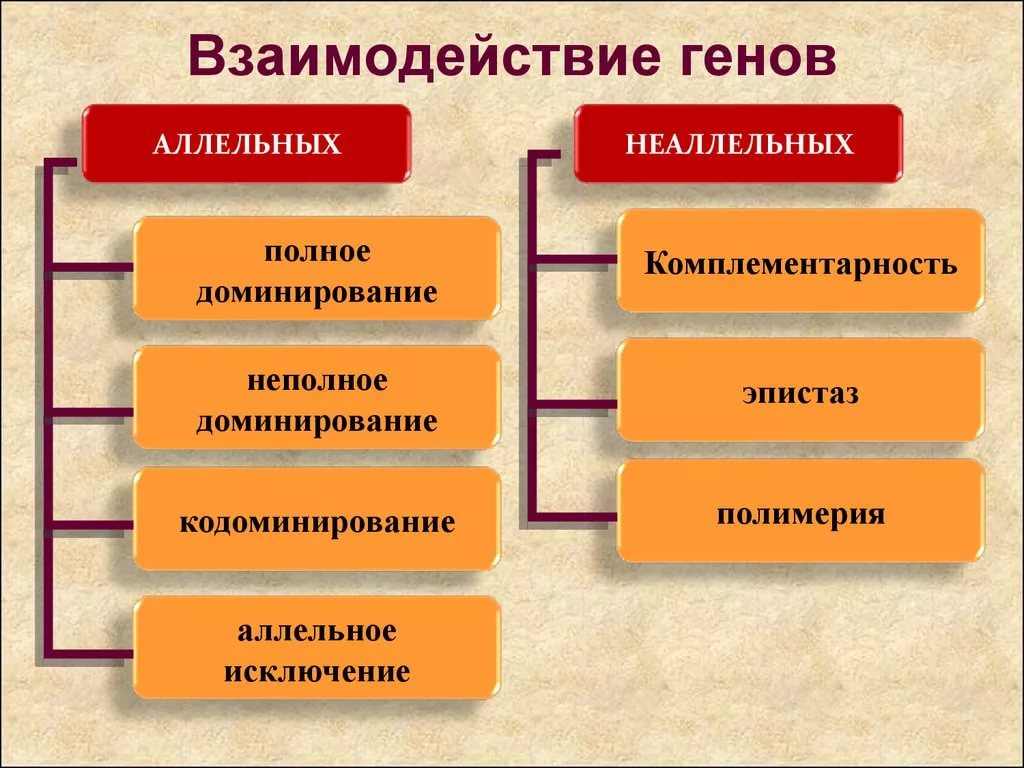 Взаимодействие генов
АЛЛЕЛЬНЫХ
полное
доминирование
неполное
доминирование
кодоминирование
аллельное
исключение
НЕАЛЛЕЛЬНЫХ
Комплементарность
эпистаз
полимерия